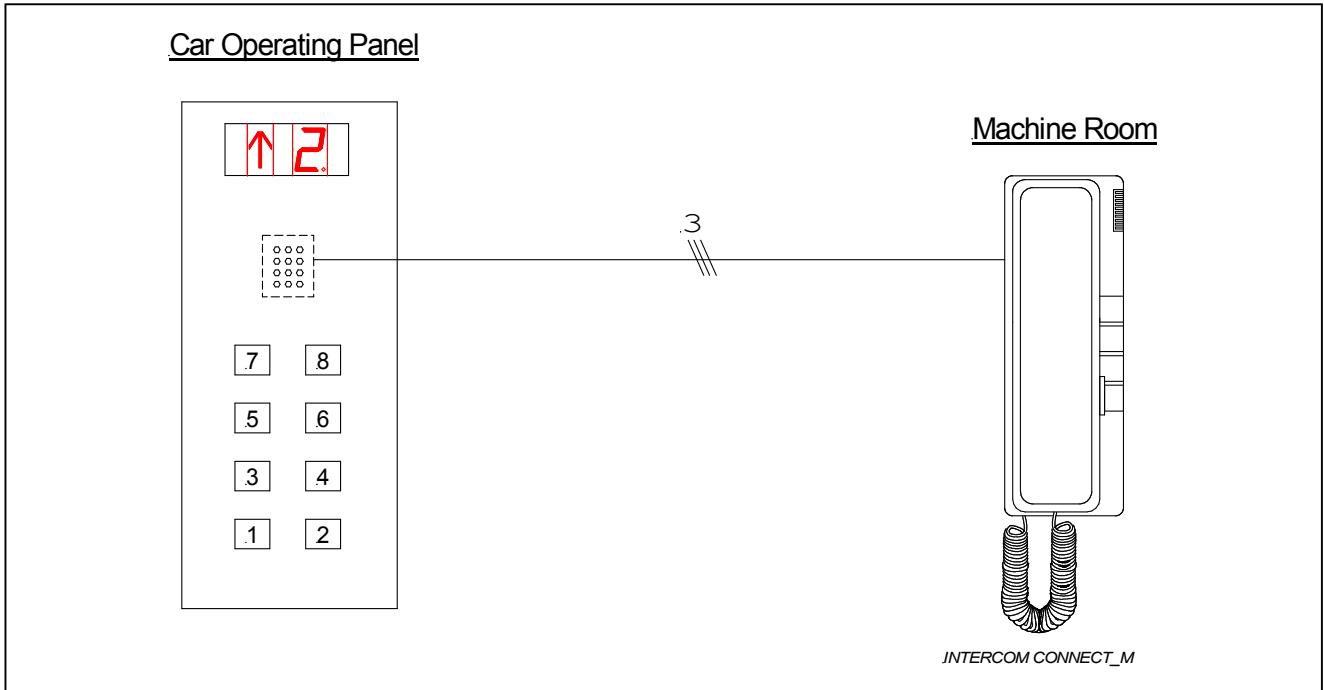 Car Operating Panel
Machine Room
2.
.3
.7 .8
.5 .6
.3 .4
.1 .2
.INTERCOM CONNECT_M